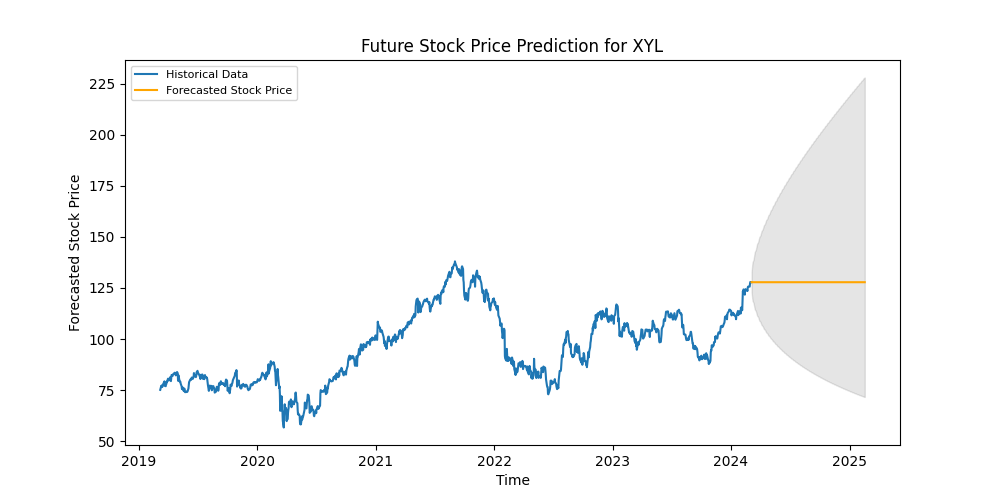 Future Stock Price Prediction for XYL
Historical Data
Forecasted Stock Price
225
200
175
150
125
100
75
50
Forecasted Stock Price
2019 2020 2021 2022 2023 2024 2025
Time